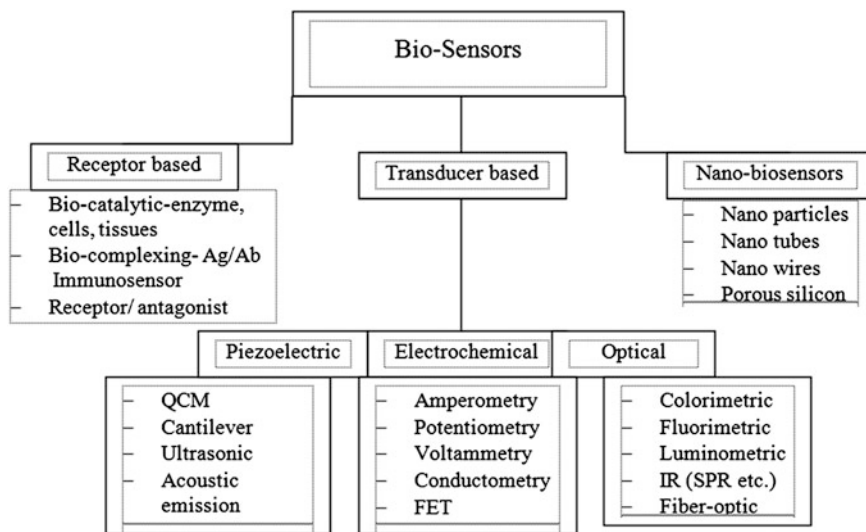 Bio-Sensors
Receptor based
Bio-catalytic-enzyme,
cells, tissues
Bio-complexing- Ag/Ab
Immunosensor
Receptor/ antagonist
Transducer based
Nano-biosensors
Nano particles
Nano tubes
Nano wires
Porous silicon
Piezoelectric
QCM
Cantilever
Ultrasonic
Acoustic
emission
Electrochemical
Amperometry
Potentiometry
Voltammetry
Conductometry
FET
Optical
Colorimetric
Fluorimetric
Luminometric
IR (SPR etc.)
Fiber-optic